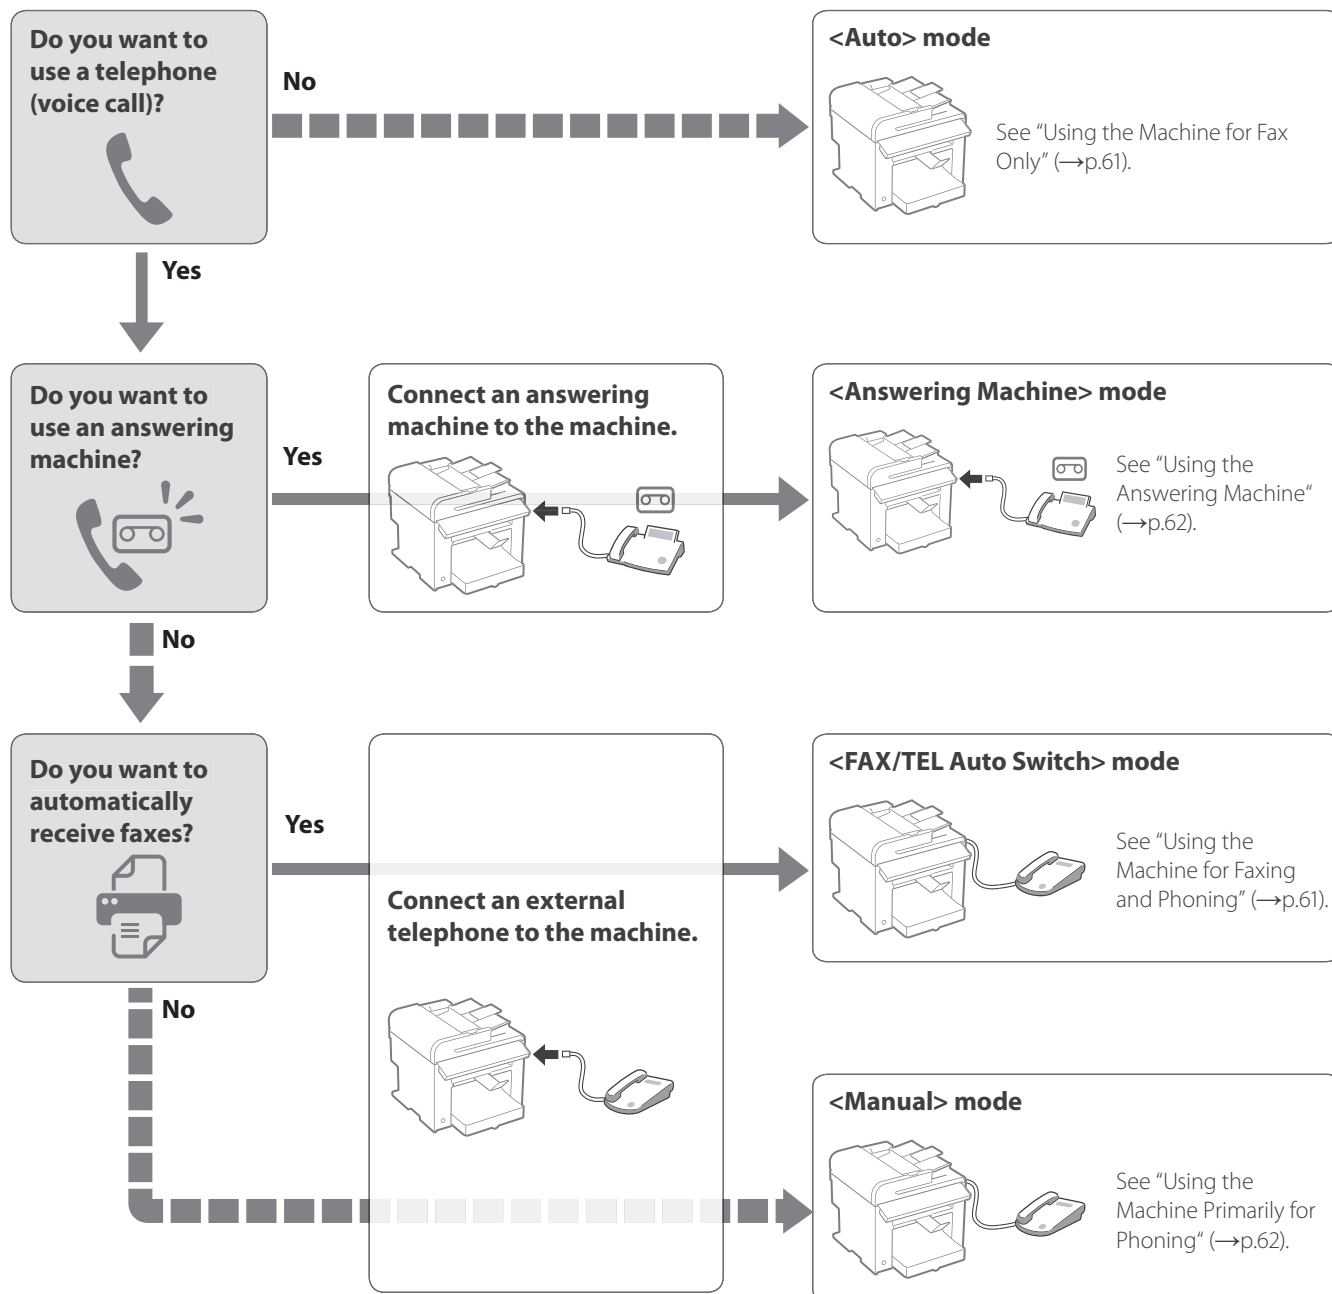 Do you want to
use a telephone
(voice call)?
No
<Auto> mode
See “Using the Machine for Fax
Only” (→p.61).
Yes
Do you want to
use an answering
machine?
Yes
Connect an answering
machine to the machine.
<Answering Machine> mode
See “Using the
Answering Machine“
(→p.62).
No
Do you want to
automatically
receive faxes?
Yes
Connect an external
telephone to the machine.
<FAX/TEL Auto Switch> mode
See “Using the
Machine for Faxing
and Phoning” (→p.61).
No
<Manual> mode
See “Using the
Machine Primarily for
Phoning“ (→p.62).